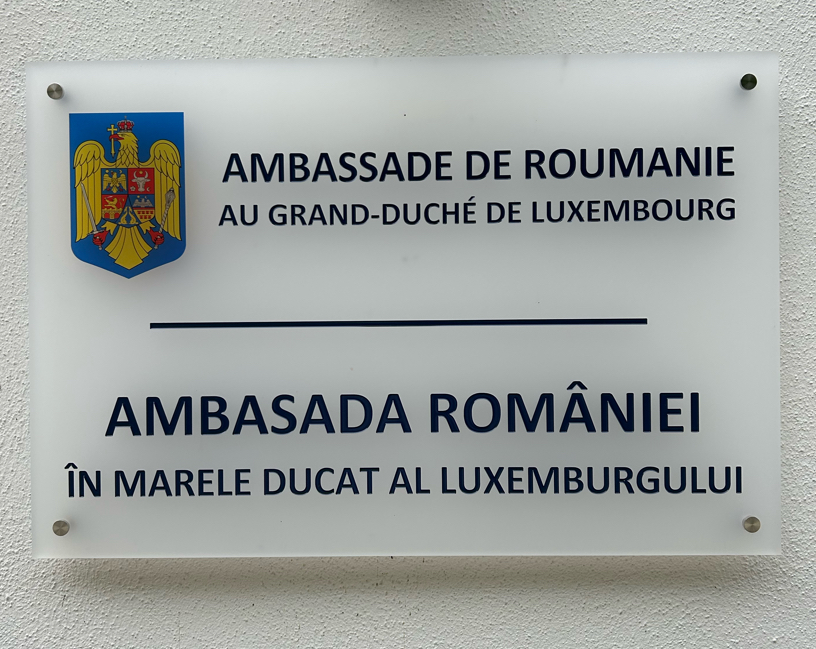 AMBASSADE DE ROUMANIE
AU GRAND-DUCHÉ DE LUXEMBOURG
AMBASADA ROMÂNIEI
ÎN MARELE DUCAT AL LUXEMBURGULUI